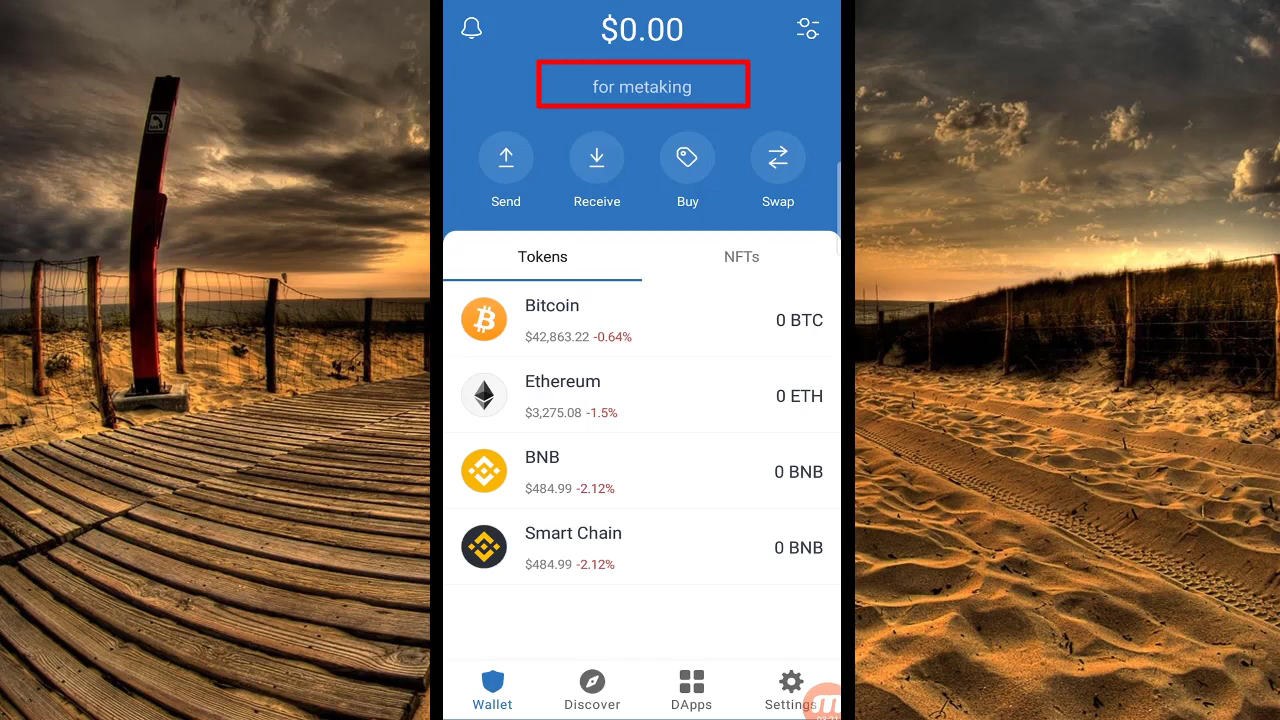 $0.00
for metaking
Send Receive Buy Swap
Tokens NFTs
Bitcoin
$42,863.22 -0.64%
0 BTC
Ethereum
$3,275.08 -1.5%
0 ETH
BNB
$484.99 -2.12%
0 BNB
Smart Chain
$484.99 -2.12%
0 BNB
Wallet Discover DApps Settings